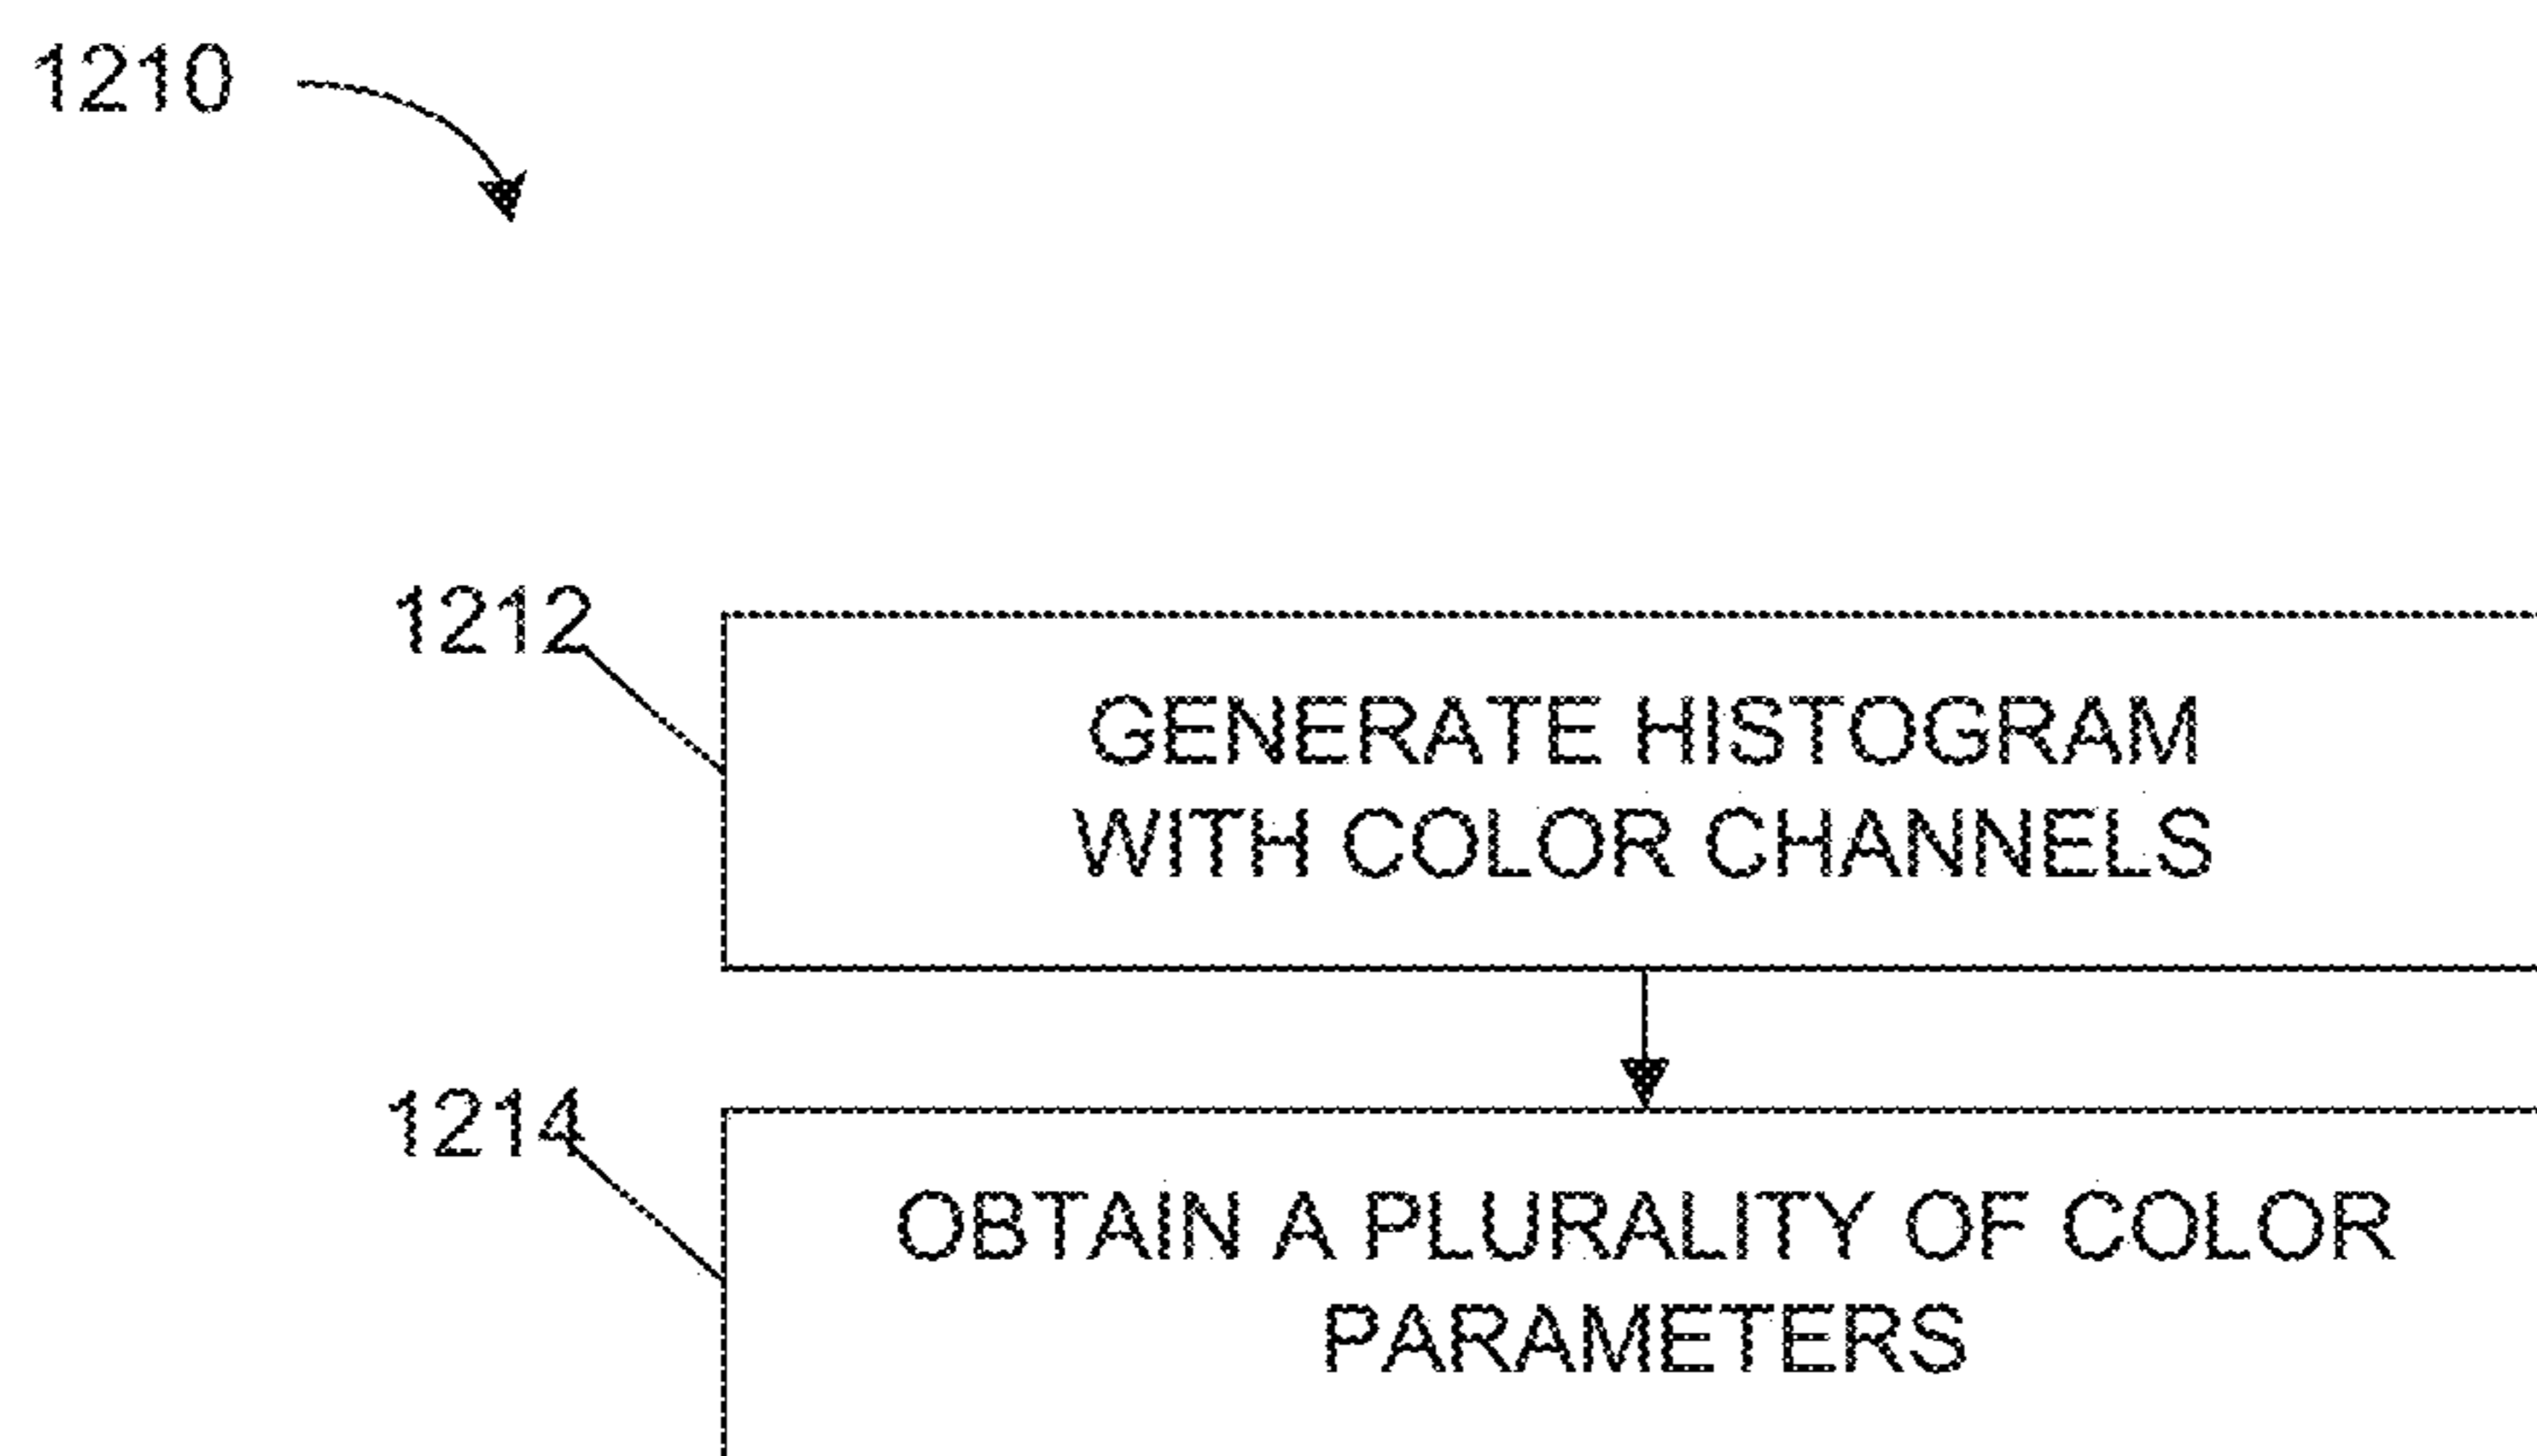 1210
1212
GENERATE HISTOGRAM
WITH COLOR CHANNELS
1214
OBTAIN A PLURALITY OF COLOR
PARAMETERS